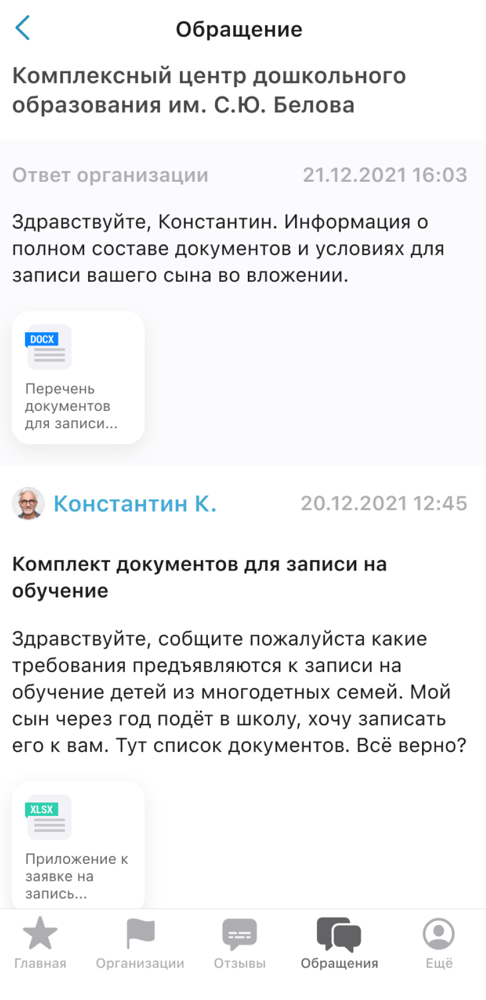 Обращение
Комплексный центр дошкольного
образования им. С.Ю. Белова
Ответ организации 21.12.2021 16:03
Здравствуйте, Константин. Информация о
полном составе документов и условиях для
записи вашего сына во вложении.
DOCX
Перечень
документов
для записи...
Константин К. 20.12.2021 12:45
Комплект документов для записи на
обучение
Здравствуйте, собщите пожалуйста какие
требования предъявляются к записи на
обучение детей из многодетных семей. Мой
сын через год подёт в школу, хочу записать
его к вам. Тут список документов. Всё верно?
XLSX
Приложение к
заявке на
запись...
Главная Организации Отзывы Обращения Ещё